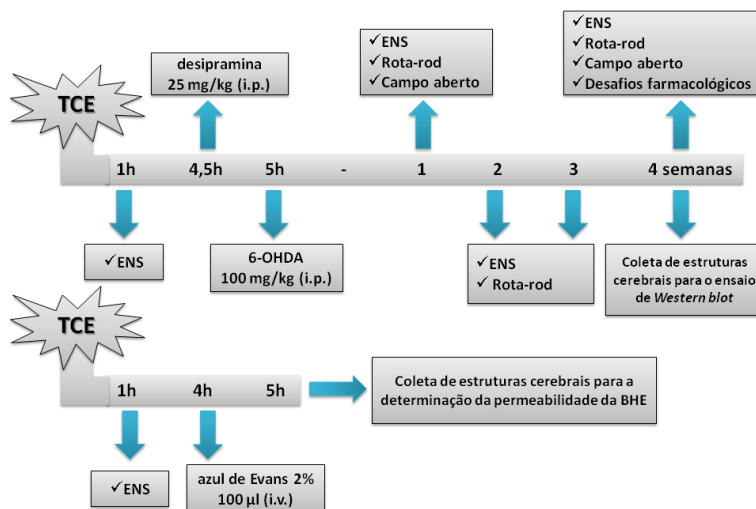 desipramina
25 mg/kg (i.p.)
✓ENS
✓Rota-rod
✓Campo aberto
✓ENS
✓Rota-rod
✓Campo aberto
✓Desafios farmacológicos
TCE
1h 4,5h 5h - 1 2 3 4 semanas
✓ENS
6-OHDA
100 mg/kg (i.p.)
✓ENS
✓ Rota-rod
Coleta de estruturas
cerebrais para o ensaio
de Western blot
TCE
1h 4h 5h
Coleta de estruturas cerebrais para a
determinação da permeabilidade da BHE
✓ENS
azul de Evans 2%
100 µl (i.v.)